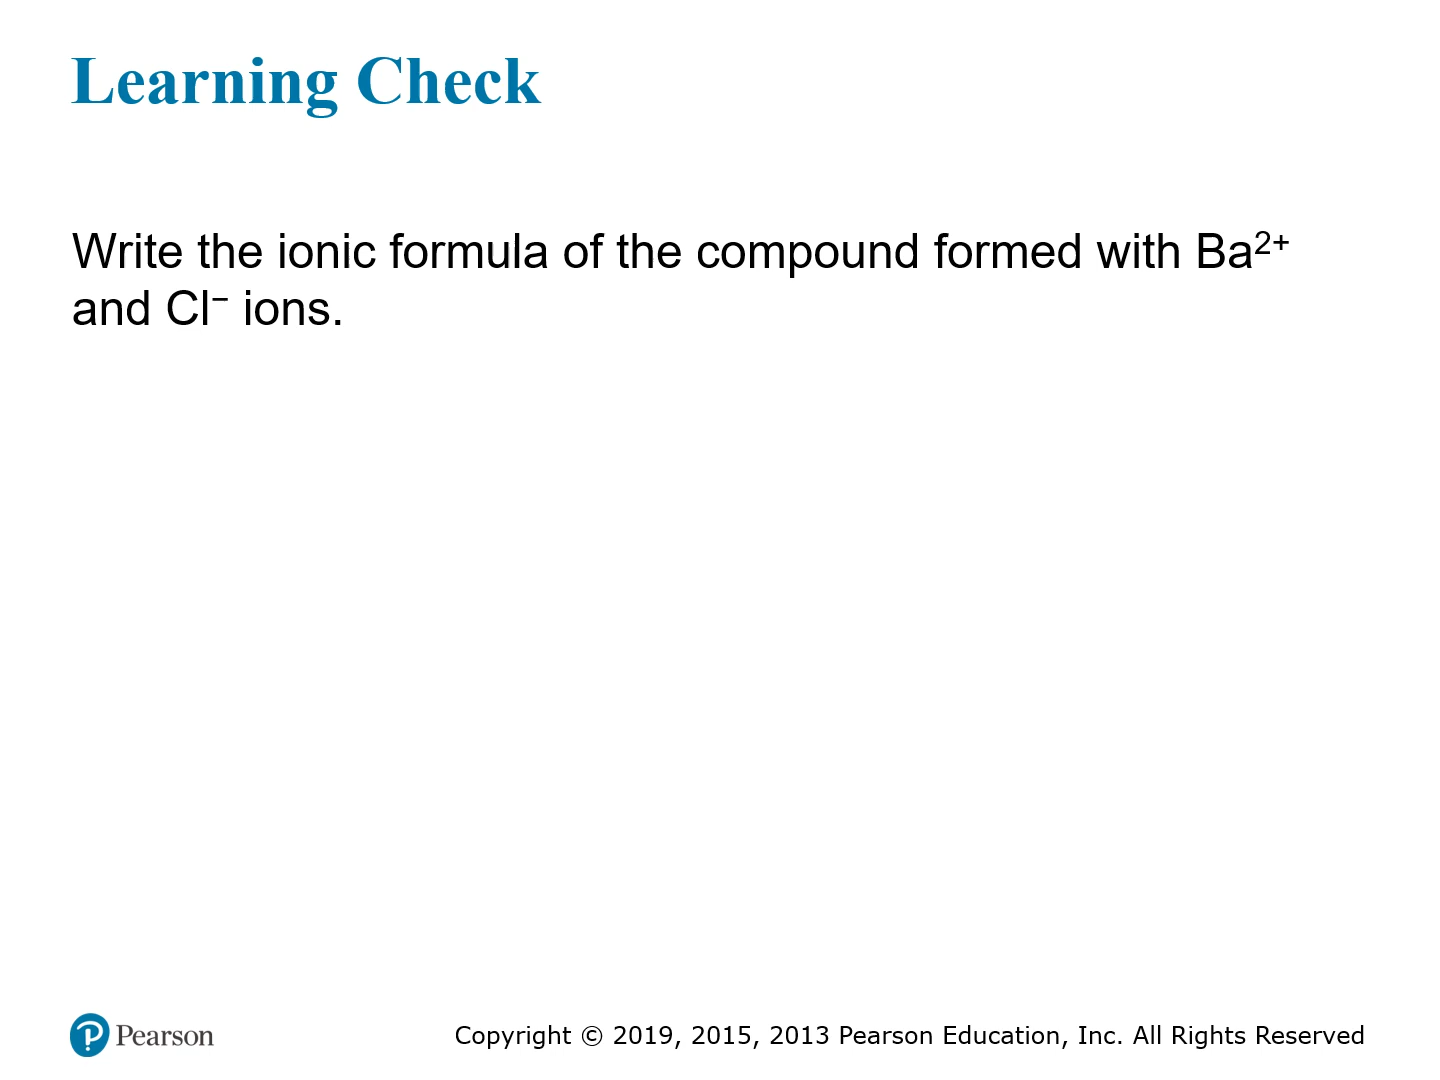 Learning Check
Write the ionic formula of the compound formed with Ba²⁺
and Cl⁻ ions.
Pearson
Copyright © 2019, 2015, 2013 Pearson Education, Inc. All Rights Reserved